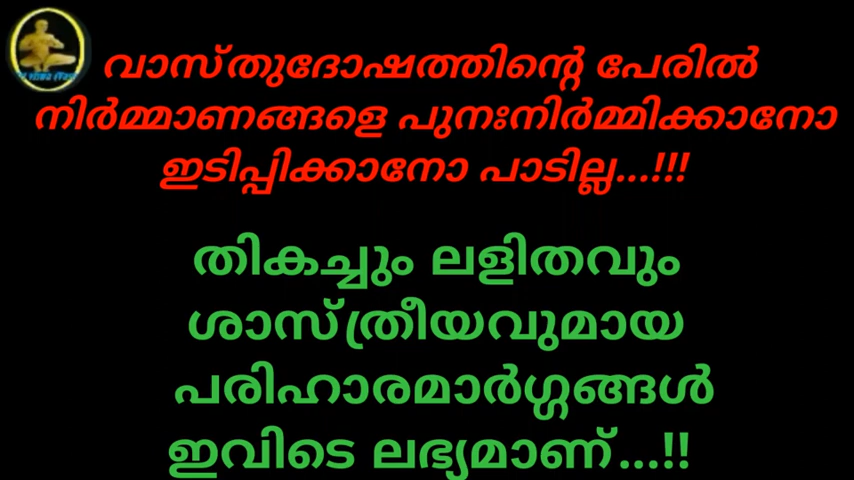 വാസ്തുദോഷത്തിന്റെ പേരിൽ
നിർമ്മാണങ്ങളെ പുനഃനിർമ്മിക്കാനോ
ഇടിപ്പിക്കാനോ പാടില്ല...!!!
തികച്ചും ലളിതവും
ശാസ്ത്രീയവുമായ
പരിഹാരമാർഗ്ഗങ്ങൾ
ഇവിടെ ലഭ്യമാണ്...!!